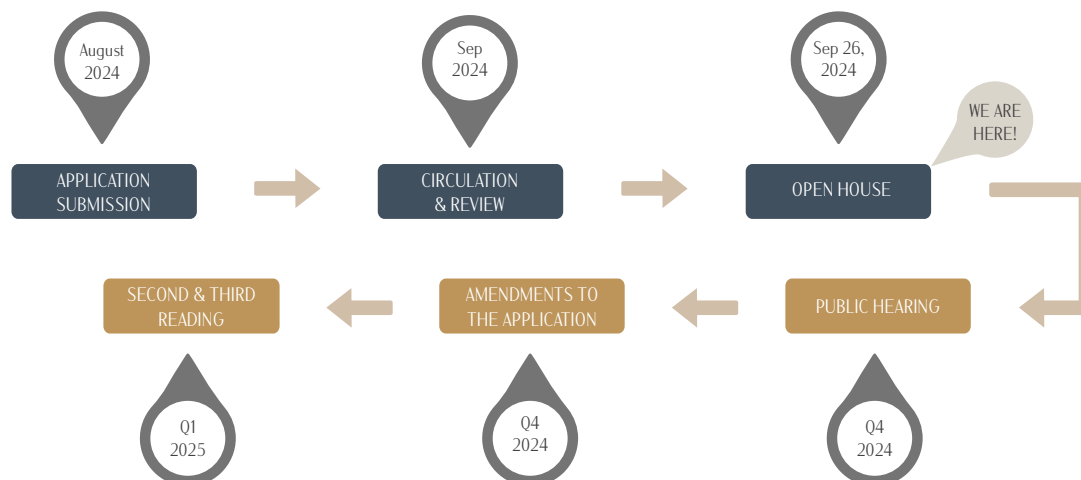 August
2024
Sep
2024
Sep 26,
2024
WE ARE
HERE!
APPLICATION
SUBMISSION
CIRCULATION
& REVIEW
OPEN HOUSE
PUBLIC HEARING
AMENDMENTS TO
THE APPLICATION
SECOND & THIRD
READING
Q4
2024
Q4
2024
Q1
2025